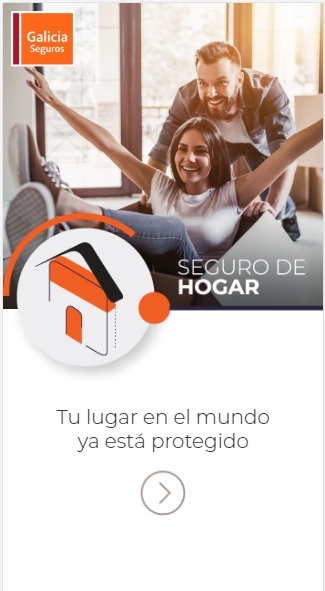 Galicia
Seguros
SEGURO DE
HOGAR
Tu lugar en el mundo
ya está protegido